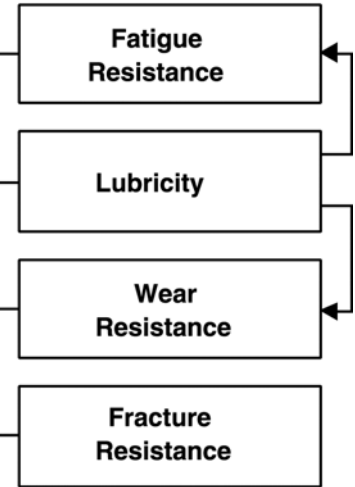 Fatigue
Resistance
Lubricity
Wear
Resistance
Fracture
Resistance